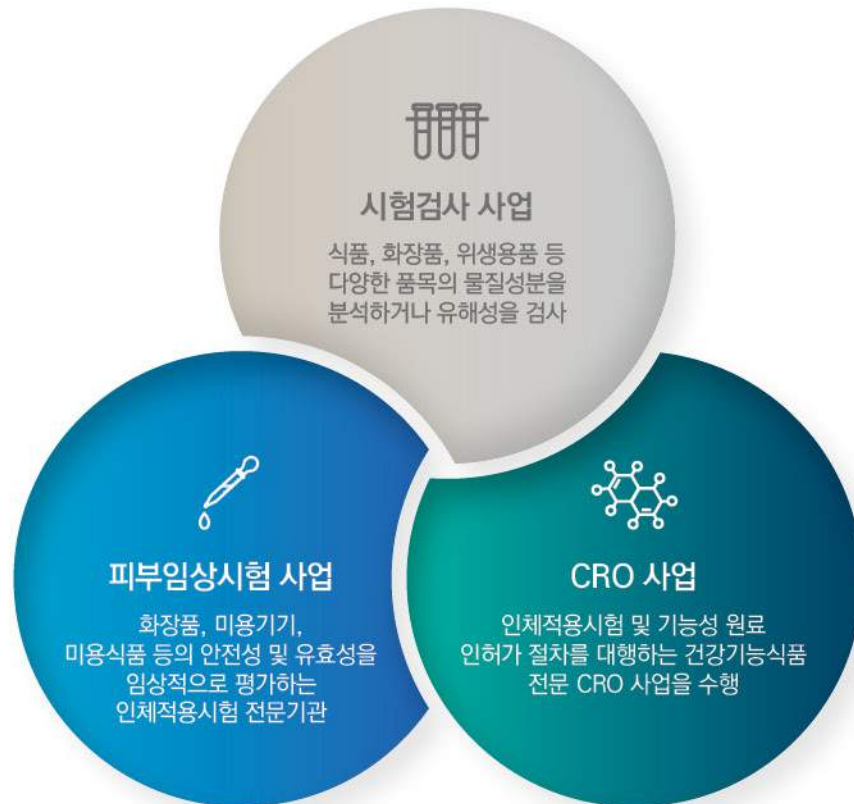 시험검사 사업
식품, 화장품, 위생용품 등
다양한 품목의 물질성분을
분석하거나 유해성을 검사
피부임상시험 사업
화장품, 미용기기,
미용식품 등의 안전성 및 유효성을
임상적으로 평가하는
인체적용시험 전문기관
CRO 사업
인체적용시험 및 기능성 원료
인허가 절차를 대행하는 건강기능식품
전문 CRO 사업을 수행